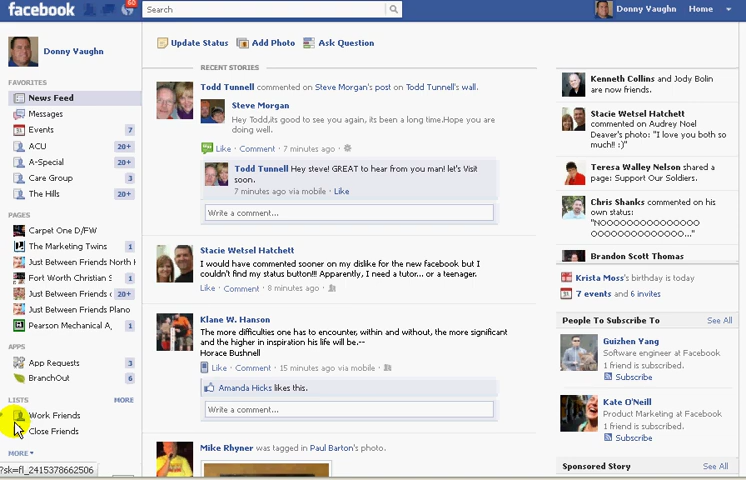 facebook
60
Search
Donny Vaughn
Home
Donny Vaughn
FAVORITES
News Feed
Messages
Events 7
ACU 20+
A-Special 20+
Care Group 3
The Hills 20+
PAGES
Carpet One D/FW
The Marketing Twins 1
Just Between Friends North H
Fort Worth Christian S 1
Just Between Friends o 20+
Just Between Friends Plano
Pearson Mechanical A, 1
APPS
App Requests 3
BranchOut 6
LISTS MORE
Work Friends
Close Friends
MORE
?sk=fl_2415378662506
Update Status Add Photo Ask Question
RECENT STORIES
Todd Tunnell commented on Steve Morgan's post on Todd Tunnell's wall.
Steve Morgan
Hey Todd,its good to see you again, its been a long time.Hope you are
doing well.
Like · Comment · 7 minutes ago ·
Todd Tunnell Hey steve! GREAT to hear from you man! let's Visit
soon.
7 minutes ago via mobile · Like
Write a comment...
Stacie Wetsel Hatchett
I would have commented sooner on my dislike for the new facebook but I
couldn't find my status button!!! Apparently, I need a tutor... or a teenager.
Like · Comment · 8 minutes ago ·
Klane W. Hanson
The more difficulties one has to encounter, within and without, the more significant
and the higher in inspiration his life will be.--
Horace Bushnell
Like · Comment · 15 minutes ago via mobile ·
Amanda Hicks likes this.
Write a comment...
Mike Rhyner was tagged in Paul Barton's photo.
Kenneth Collins and Jody Bolin
are now friends.
Stacie Wetsel Hatchett
commented on Audrey Noel
Deaver's photo: "I love you both so
much!! :)"
Teresa Walley Nelson shared a
page: Support Our Soldiers.
Chris Shanks commented on his
own status:
"NOOOOOOOOOOOOOOO
OOOOOOOOOOOOO..."
Brandon Scott Thomas
Krista Moss's birthday is today
7 events and 6 invites
People To Subscribe To See All
Guizhen Yang
Software engineer at Facebook
1 friend is subscribed.
Subscribe
Kate O'Neill
Product Marketing at Facebook
1 friend is subscribed.
Subscribe
Sponsored Story See All